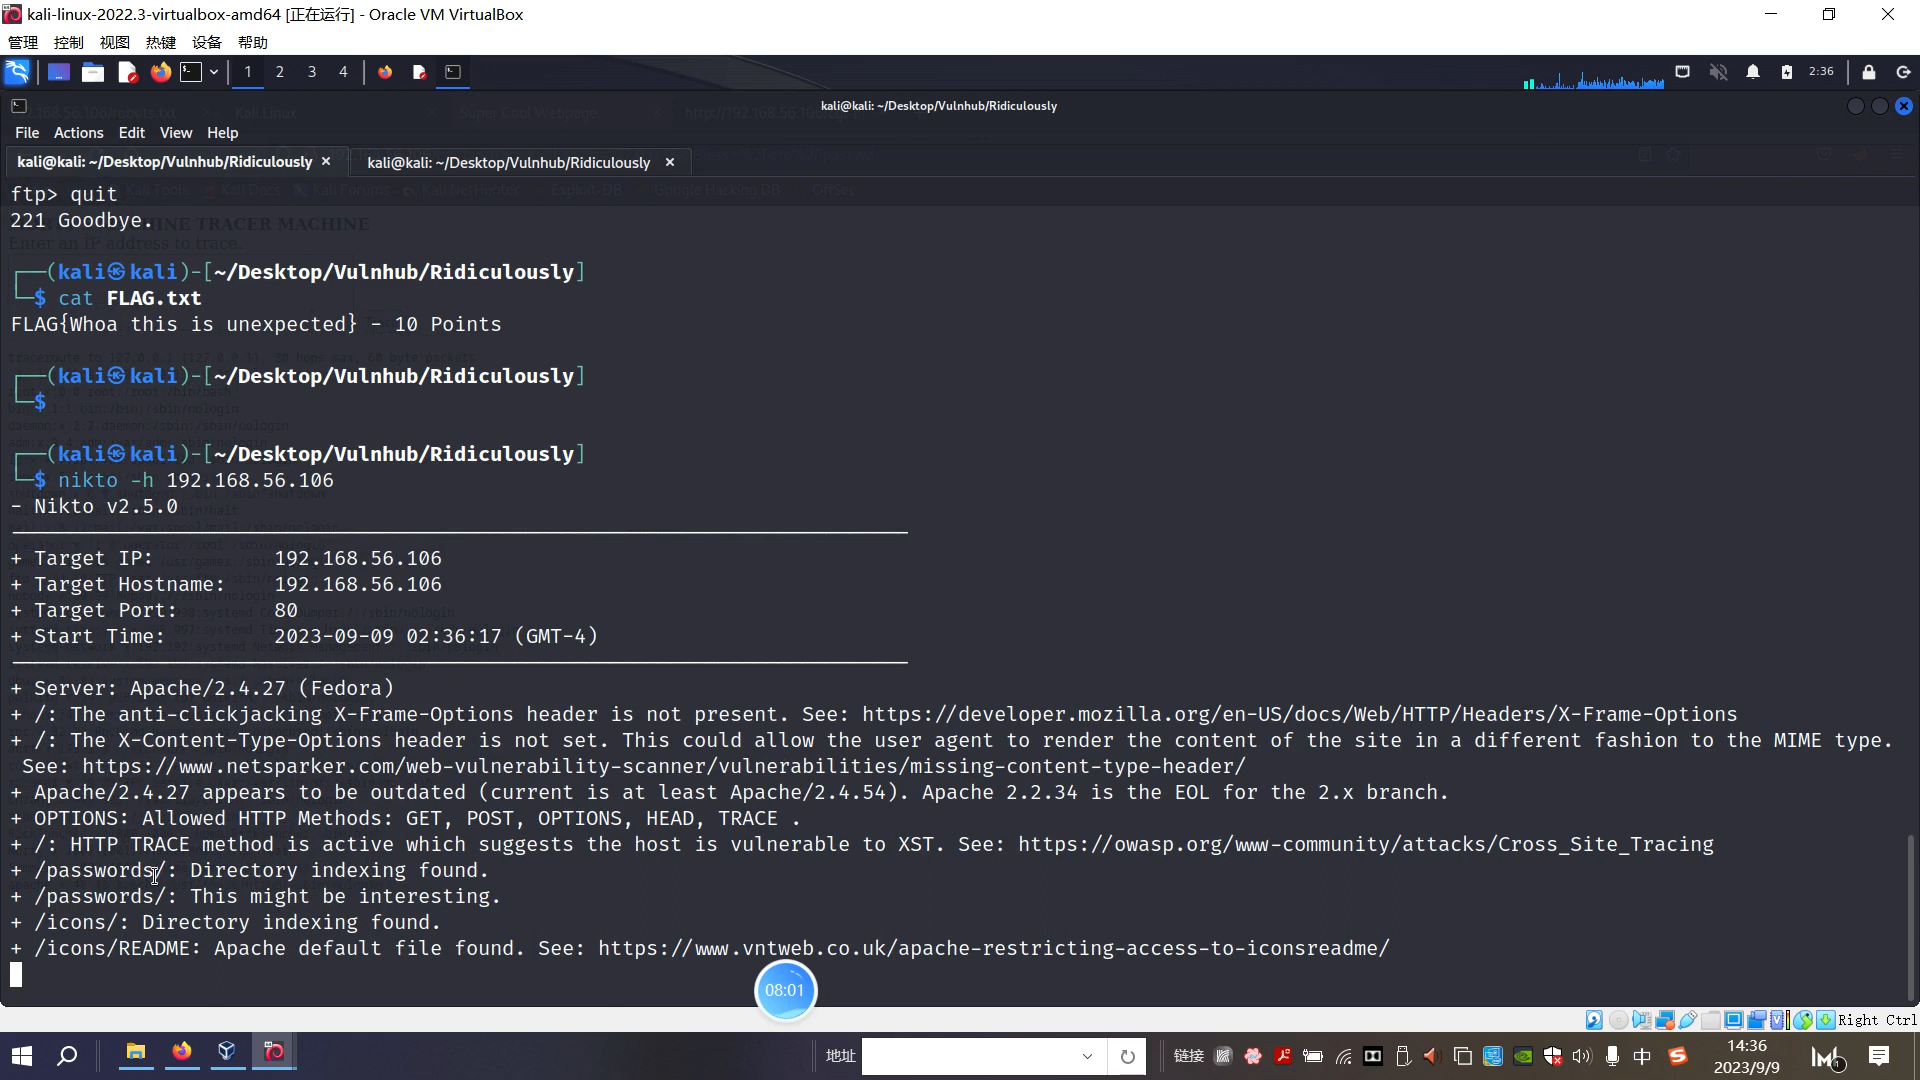 kali-linux-2022.3-virtualbox-amd64 [正在运行] - Oracle VM VirtualBox
管理 控制 视图 热键 设备 帮助
1 2 3 4 2:36
kali@kali: ~/Desktop/Vulnhub/Ridiculously
File Actions Edit View Help
kali@kali: ~/Desktop/Vulnhub/Ridiculously × kali@kali: ~/Desktop/Vulnhub/Ridiculously ×
ftp> quit
221 Goodbye.
MACHINE TRACER MACHINE
Enter an IP address to trace.
┌──(kali㉿kali)-[~/Desktop/Vulnhub/Ridiculously]
└─$ cat FLAG.txt
FLAG{Whoa this is unexpected} - 10 Points
┌──(kali㉿kali)-[~/Desktop/Vulnhub/Ridiculously]
└─$
┌──(kali㉿kali)-[~/Desktop/Vulnhub/Ridiculously]
└─$ nikto -h 192.168.56.106
- Nikto v2.5.0
+ Target IP: 192.168.56.106
+ Target Hostname: 192.168.56.106
+ Target Port: 80
+ Start Time: 2023-09-09 02:36:17 (GMT-4)
+ Server: Apache/2.4.27 (Fedora)
+ /: The anti-clickjacking X-Frame-Options header is not present. See: https://developer.mozilla.org/en-US/docs/Web/HTTP/Headers/X-Frame-Options
+ /: The X-Content-Type-Options header is not set. This could allow the user agent to render the content of the site in a different fashion to the MIME type.
See: https://www.netsparker.com/web-vulnerability-scanner/vulnerabilities/missing-content-type-header/
+ Apache/2.4.27 appears to be outdated (current is at least Apache/2.4.54). Apache 2.2.34 is the EOL for the 2.x branch.
+ OPTIONS: Allowed HTTP Methods: GET, POST, OPTIONS, HEAD, TRACE .
+ /: HTTP TRACE method is active which suggests the host is vulnerable to XST. See: https://owasp.org/www-community/attacks/Cross_Site_Tracing
+ /passwords/: Directory indexing found.
+ /passwords/: This might be interesting.
+ /icons/: Directory indexing found.
+ /icons/README: Apache default file found. See: https://www.vntweb.co.uk/apache-restricting-access-to-iconsreadme/
08:01
Right Ctrl
地址 链接 中 14:36
2023/9/9